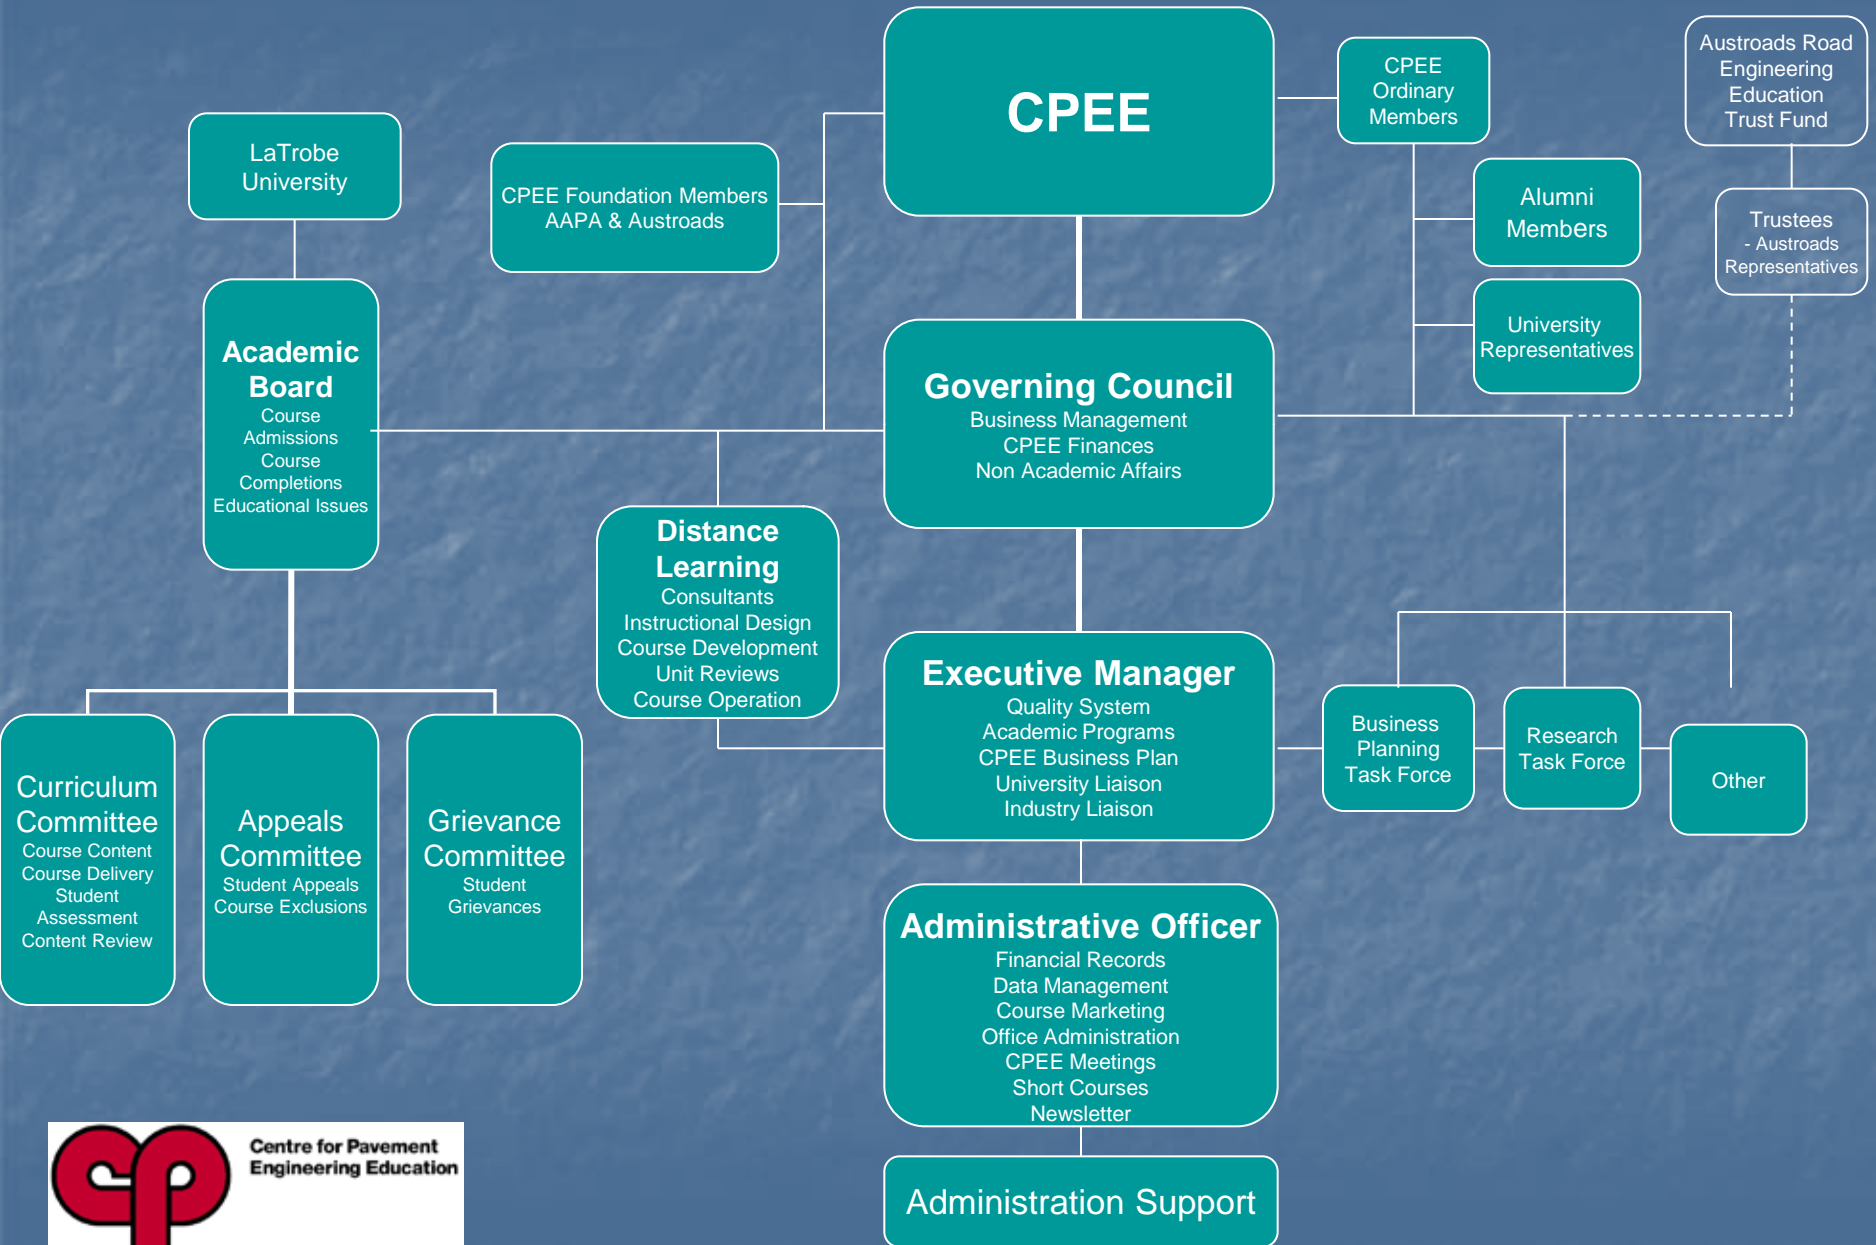 CPEE
CPEE
Ordinary
Members
Austroads Road
Engineering
Education
Trust Fund
LaTrobe
University
CPEE Foundation Members
AAPA & Austroads
Alumni
Members
Trustees
- Austroads
Representatives
University
Representatives
Academic
Board
Course
Admissions
Course
Completions
Educational Issues
Governing Council
Business Management
CPEE Finances
Non Academic Affairs
Distance
Learning
Consultants
Instructional Design
Course Development
Unit Reviews
Course Operation
Executive Manager
Quality System
Academic Programs
CPEE Business Plan
University Liaison
Industry Liaison
Business
Planning
Task Force
Research
Task Force
Other
Curriculum
Committee
Course Content
Course Delivery
Student
Assessment
Content Review
Appeals
Committee
Student Appeals
Course Exclusions
Grievance
Committee
Student
Grievances
Administrative Officer
Financial Records
Data Management
Course Marketing
Office Administration
CPEE Meetings
Short Courses
Newsletter
Administration Support
Centre for Pavement
Engineering Education